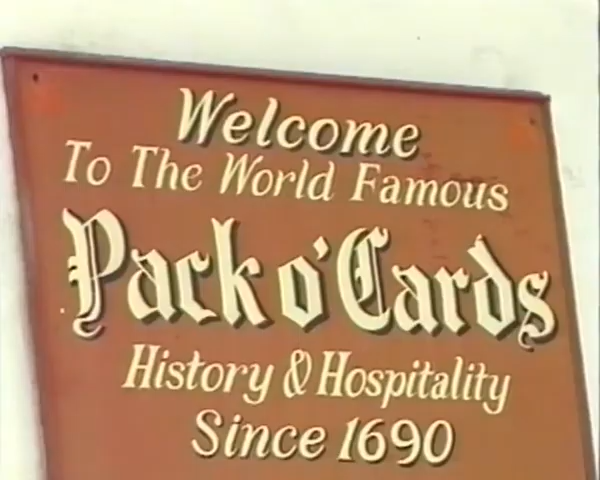 Welcome
To The World Famous
Pack o' Cards
History & Hospitality
Since 1690